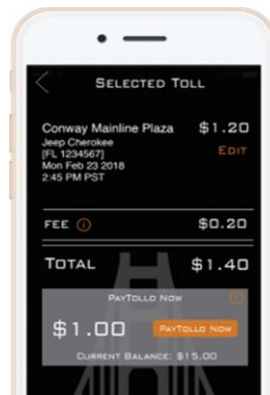 Selected Toll
Conway Mainline Plaza $1.20
Jeep Cherokee Edit
[FL 1234567]
Mon Feb 23 2018
2:45 PM PST
FEE $0.20
Total $1.40
PayTollo Now
$1.00 PayTollo Now
Current Balance: $15.00